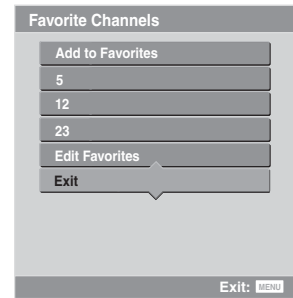 Favorite Channels
Add to Favorites
5
12
23
Edit Favorites
Exit
Exit: MENU